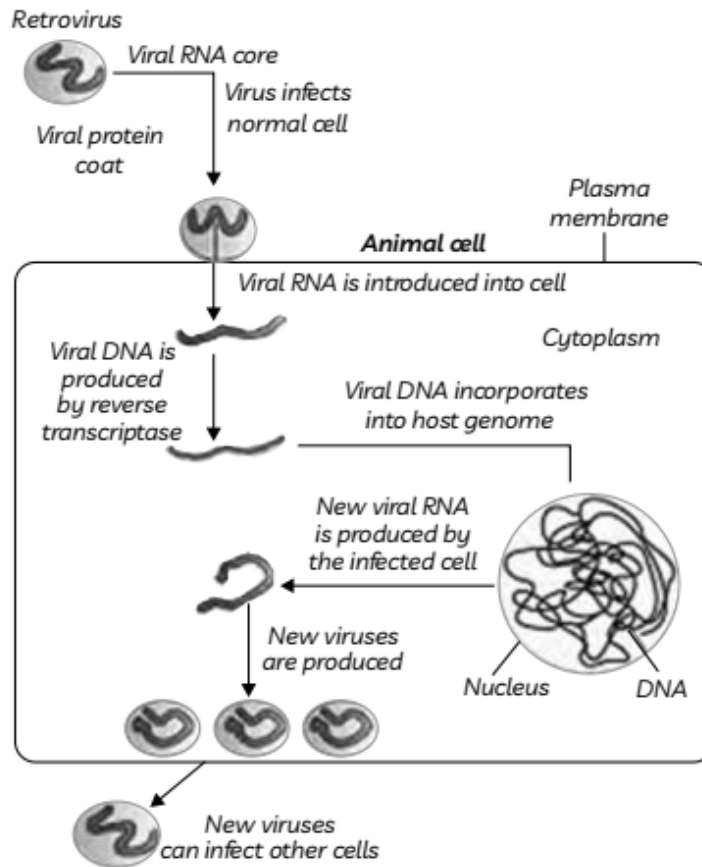 Retrovirus
Viral RNA core
Virus infects
normal cell
Viral protein
coat
Plasma
membrane
Animal cell
Viral RNA is introduced into cell
Cytoplasm
Viral DNA is
produced
by reverse
transcriptase
Viral DNA incorporates
into host genome
New viral RNA
is produced by
the infected cell
New viruses
are produced
Nucleus
DNA
New viruses
can infect other cells